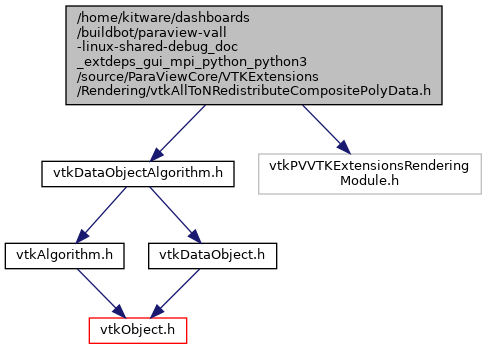 /home/kitware/dashboards
/buildbot/paraview-vall
-linux-shared-debug_doc
_extdeps_gui_mpi_python_python3
/source/ParaViewCore/VTKExtensions
/Rendering/vtkAllToNRedistributeCompositePolyData.h
vtkDataObjectAlgorithm.h
vtkPVVTKExtensionsRendering
Module.h
vtkAlgorithm.h
vtkDataObject.h
vtkObject.h